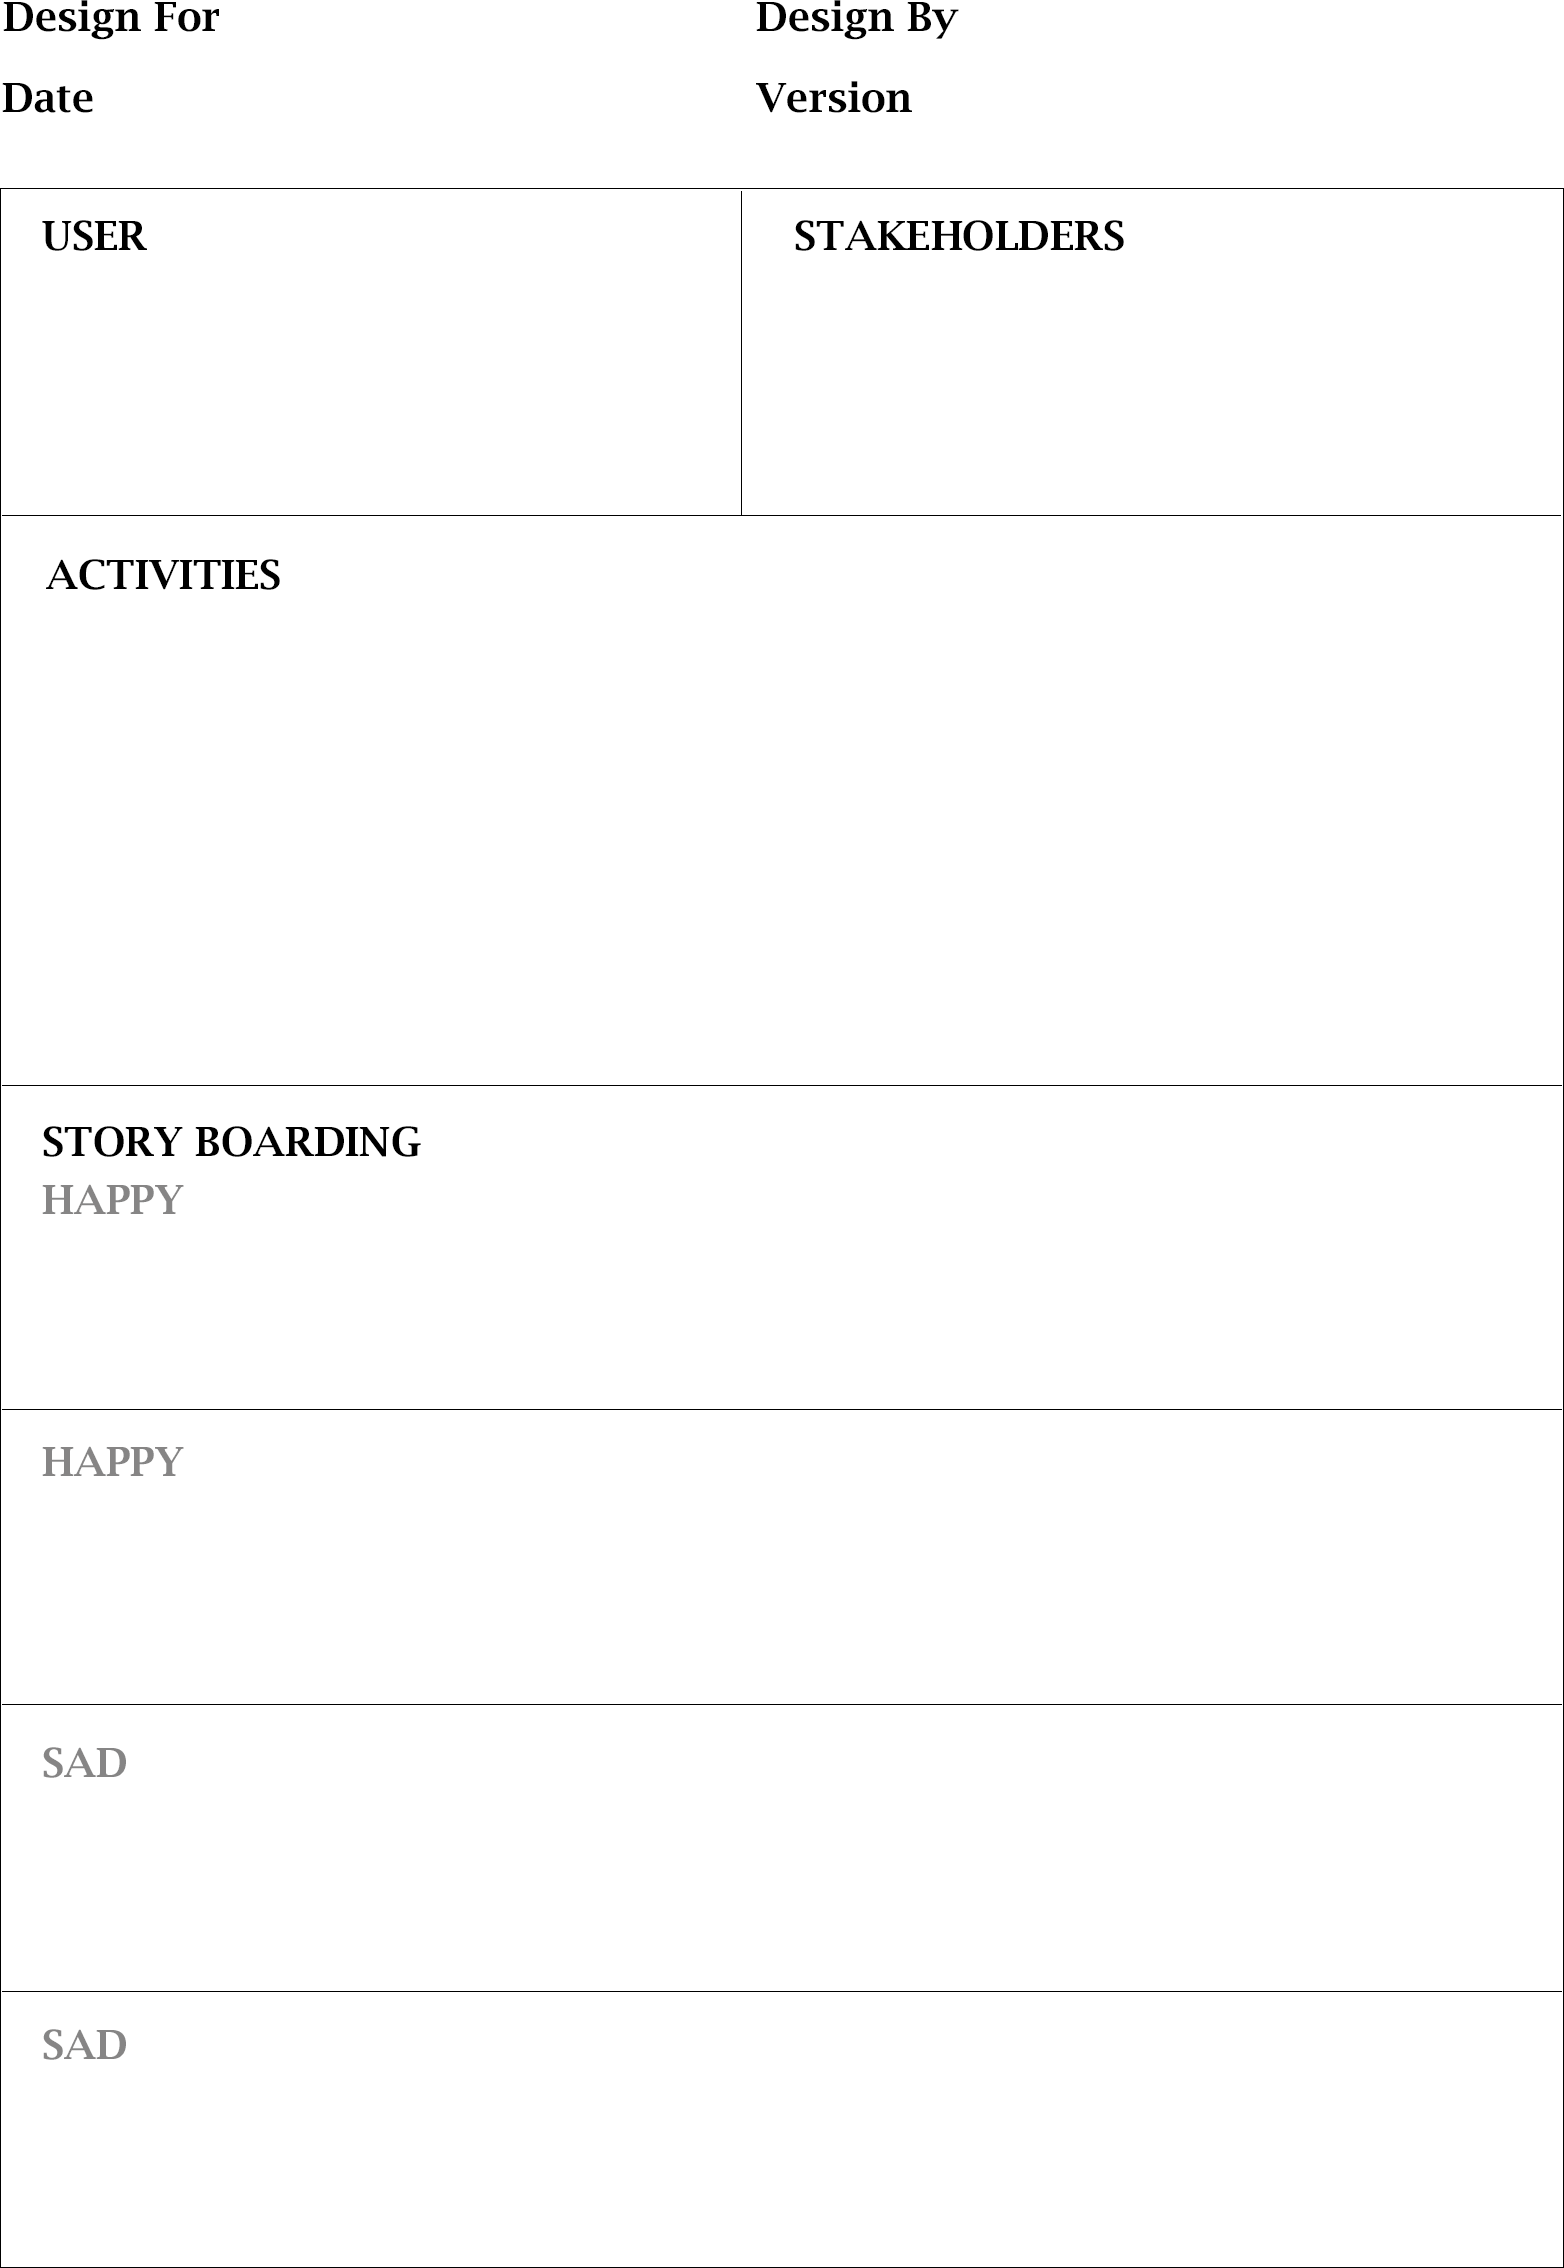 Design For
Design By
Date
Version
USER
STAKEHOLDERS
ACTIVITIES
STORY BOARDING
HAPPY
HAPPY
SAD
SAD